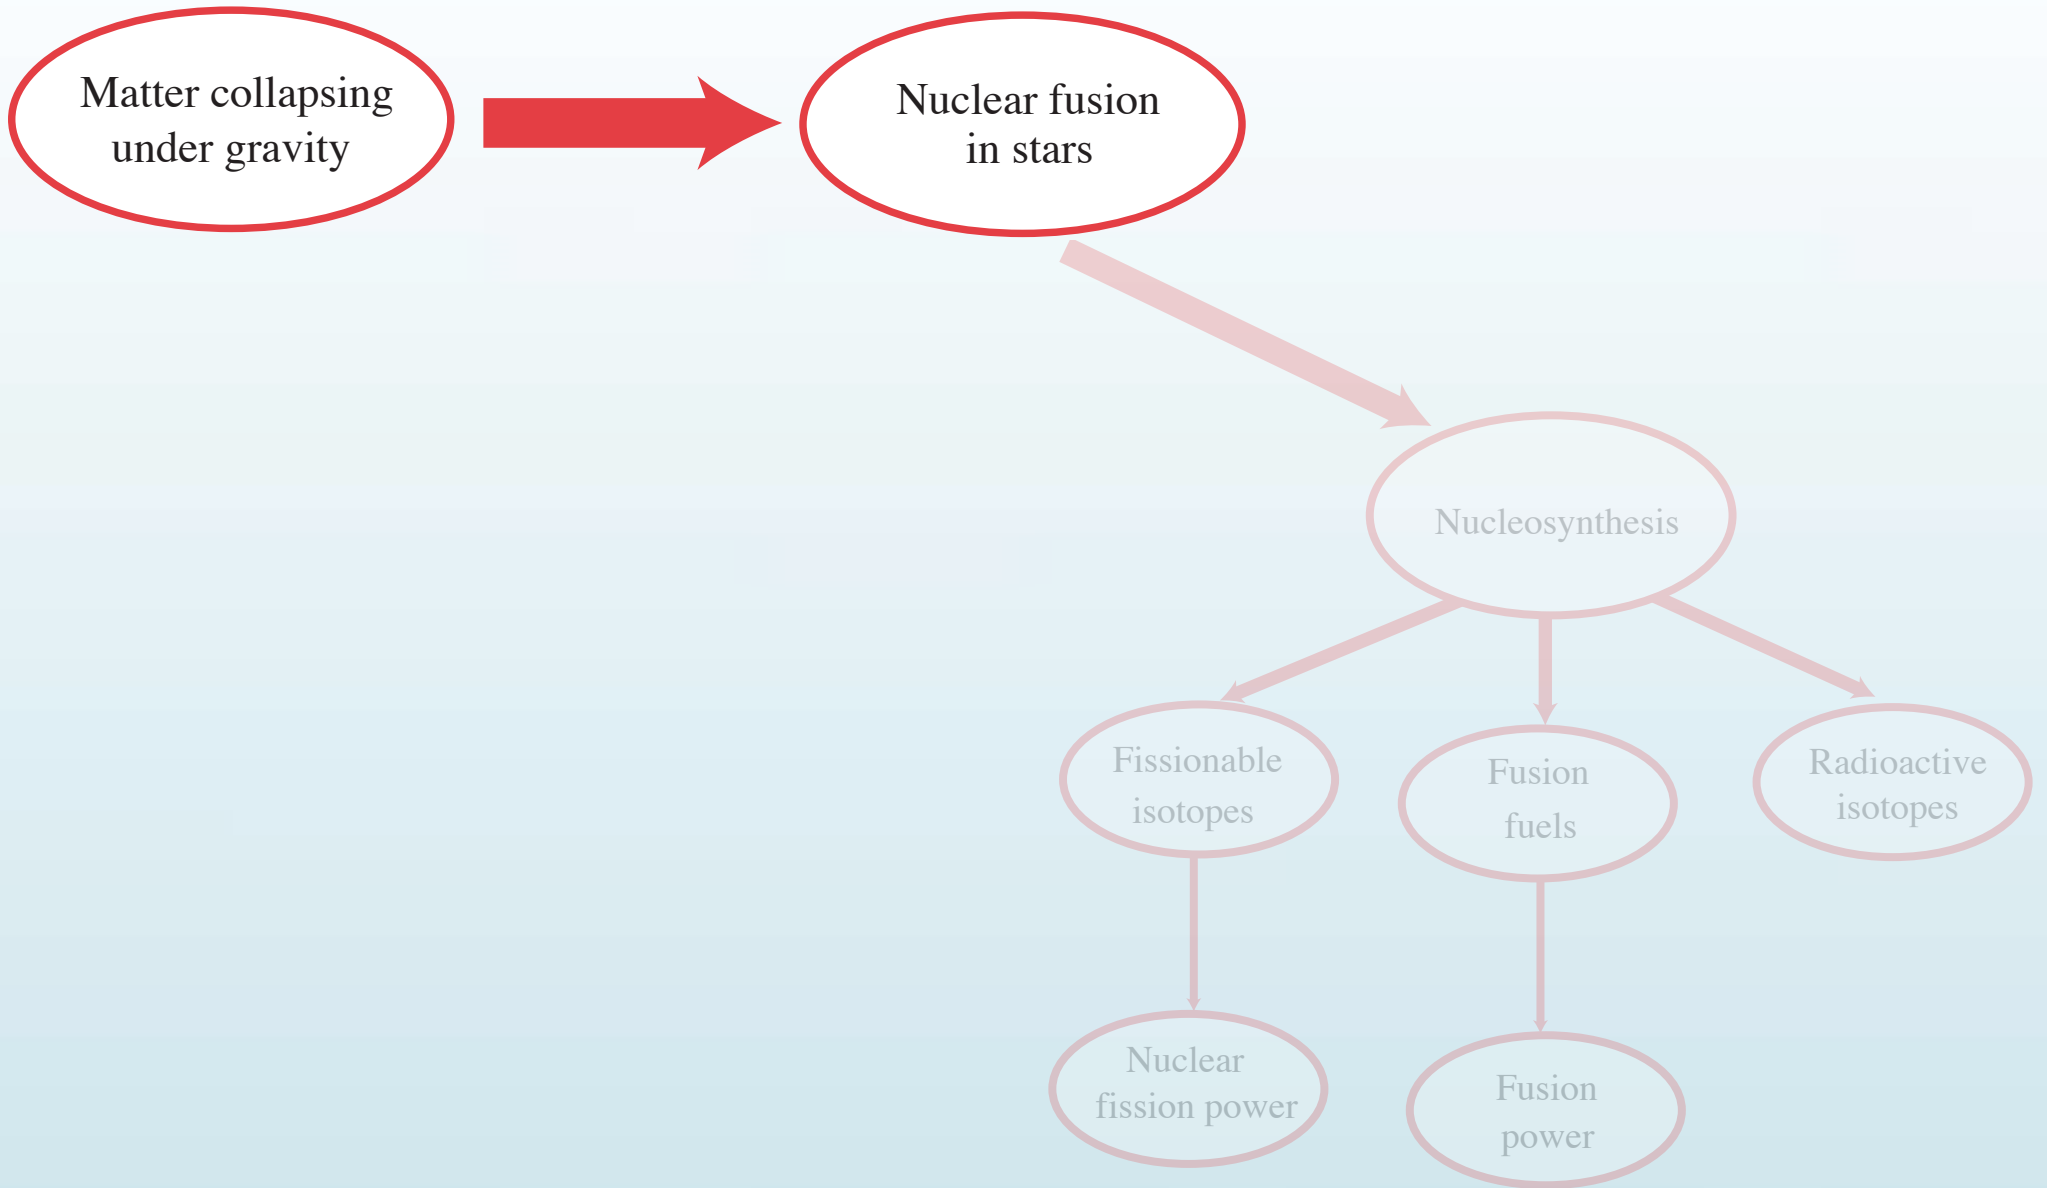 Matter collapsing
under gravity
Nuclear fusion
in stars
Nucleosynthesis
Fissionable
isotopes
Fusion
fuels
Radioactive
isotopes
Nuclear
fission power
Fusion
power